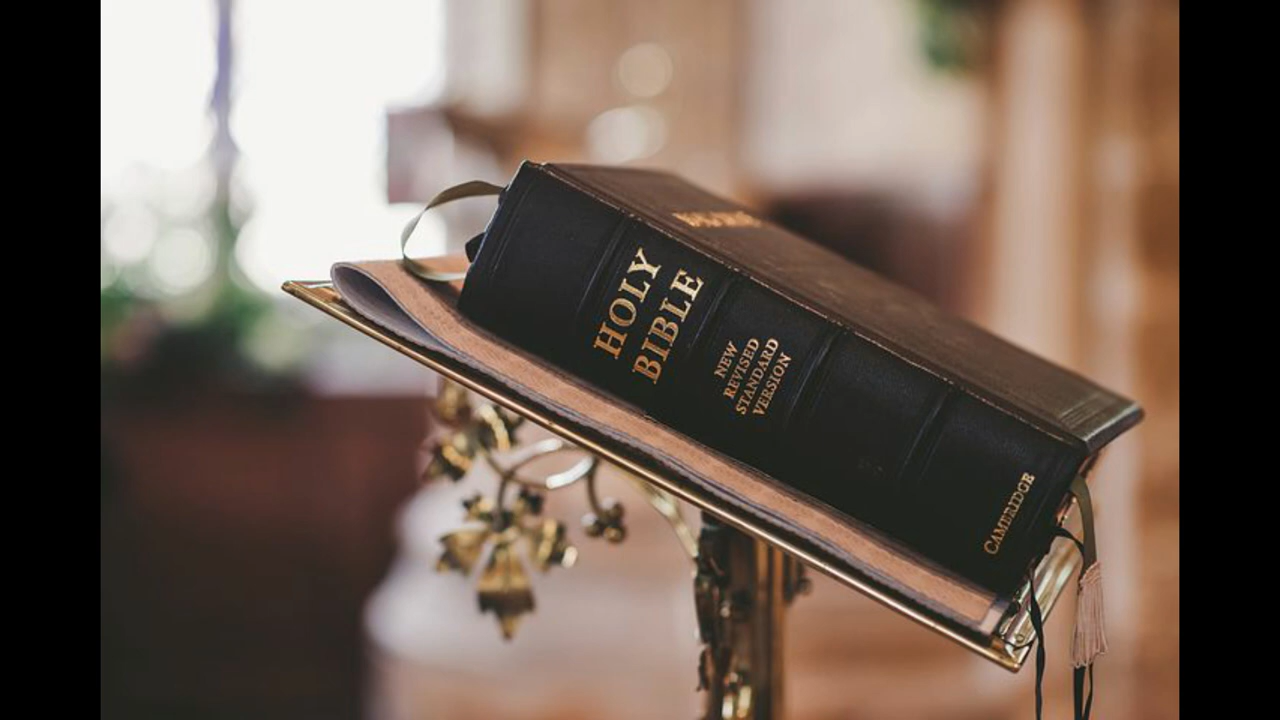 HOLY
BIBLE
NEW
REVISED
STANDARD
VERSION
CAMBRIDGE